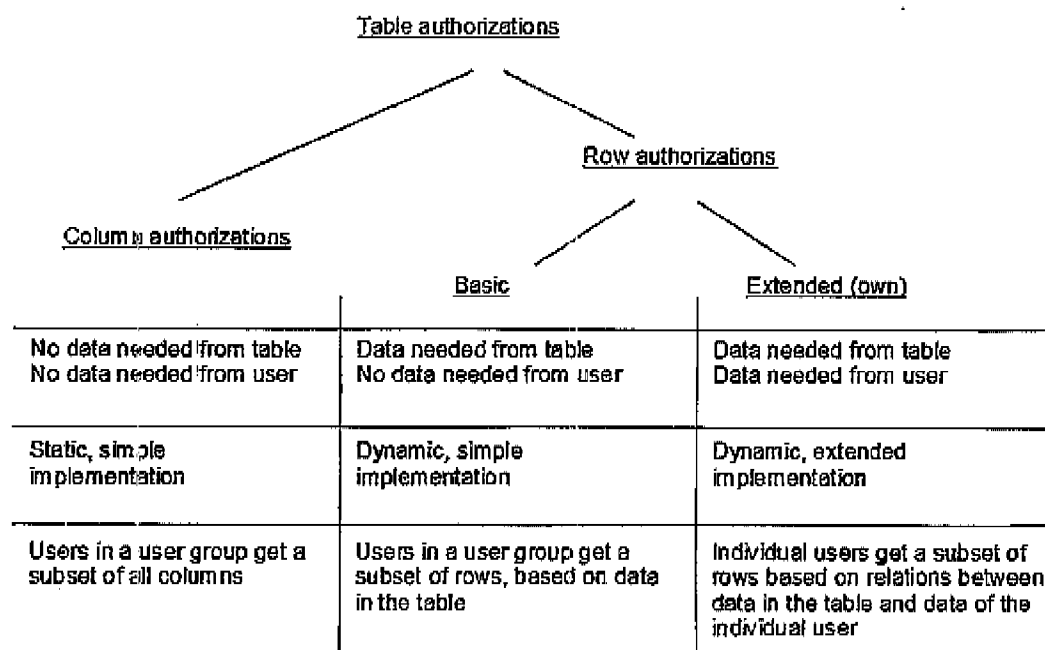 Table authorizations
Row authorizations
Column authorizations
Basic
Extended (own)
No data needed from table
No data needed from user
Data needed from table
No data needed from user
Data needed from table
Data needed from user
Static, simple
implementation
Dynamic, simple
implementation
Dynamic, extended
implementation
Users in a user group get a
subset of all columns
Users in a user group get a
subset of rows, based on data
in the table
Individual users get a subset of
rows based on relations between
data in the table and data of the
individual user